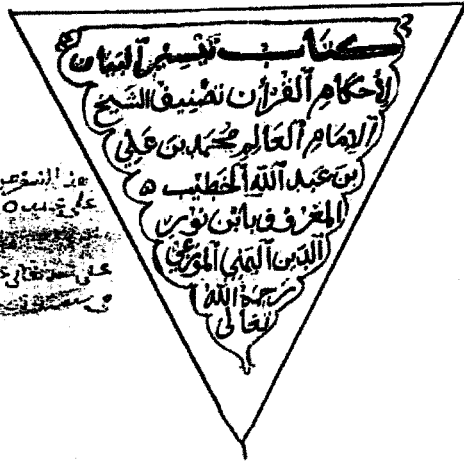 كتاب تيسير البيان
لأحكام القرآن تصنيف الشيخ
الإمام العالم محمد بن علي
بن عبد الله الخطيب
المعروف بابن نور
الدين اليمني الموزعي
رحمة الله
تعالى